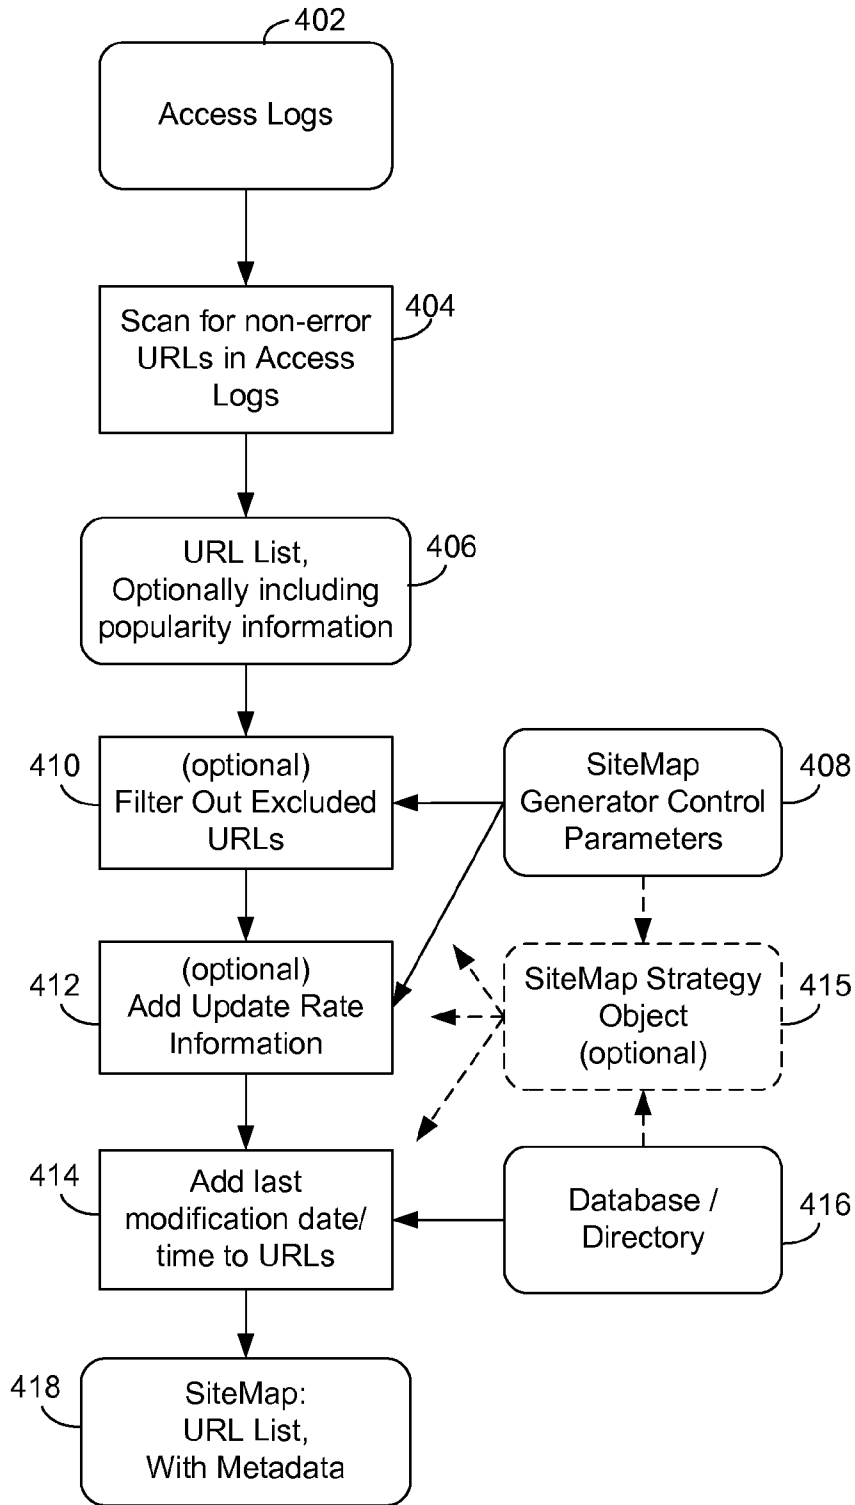 402
Access Logs
404
Scan for non-error
URLs in Access
Logs
406
URL List,
Optionally including
popularity information
410
(optional)
Filter Out Excluded
URLs
408
SiteMap
Generator Control
Parameters
412
(optional)
Add Update Rate
Information
415
SiteMap Strategy
Object
(optional)
414
Add last
modification date/
time to URLs
416
Database /
Directory
418
SiteMap:
URL List,
With Metadata